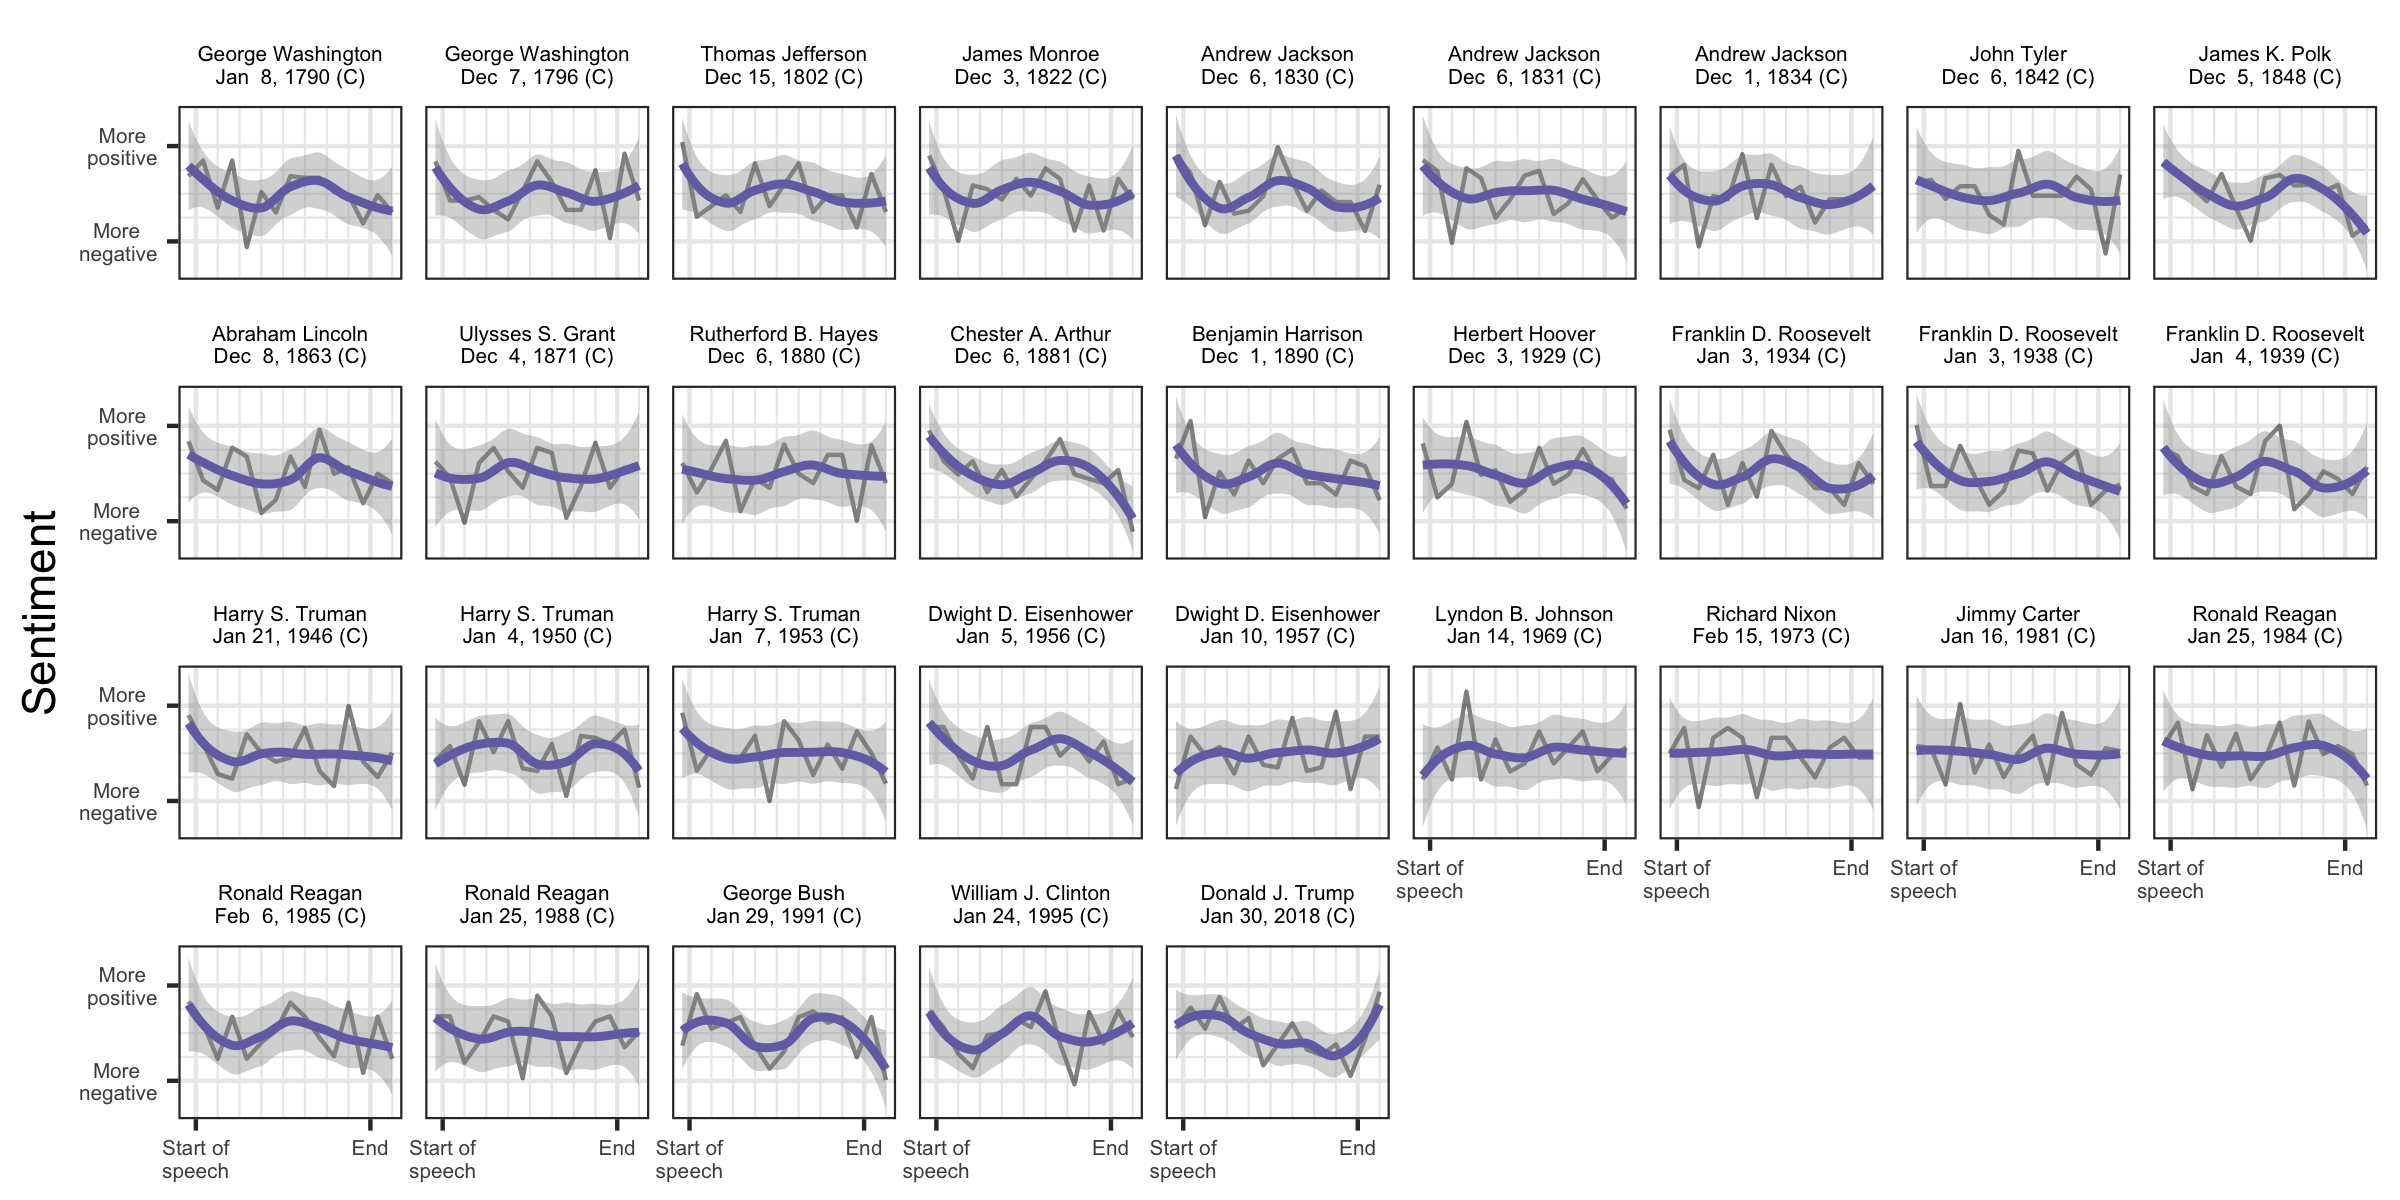 George Washington
Jan  8, 1790 (C)
George Washington
Dec  7, 1796 (C)
Thomas Jefferson
Dec 15, 1802 (C)
James Monroe
Dec  3, 1822 (C)
Andrew Jackson
Dec  6, 1830 (C)
Andrew Jackson
Dec  6, 1831 (C)
Andrew Jackson
Dec  1, 1834 (C)
John Tyler
Dec  6, 1842 (C)
James K. Polk
Dec  5, 1848 (C)
More
positive
More
negative
Abraham Lincoln
Dec  8, 1863 (C)
Ulysses S. Grant
Dec  4, 1871 (C)
Rutherford B. Hayes
Dec  6, 1880 (C)
Chester A. Arthur
Dec  6, 1881 (C)
Benjamin Harrison
Dec  1, 1890 (C)
Herbert Hoover
Dec  3, 1929 (C)
Franklin D. Roosevelt
Jan  3, 1934 (C)
Franklin D. Roosevelt
Jan  3, 1938 (C)
Franklin D. Roosevelt
Jan  4, 1939 (C)
More
positive
More
negative
Sentiment
Harry S. Truman
Jan 21, 1946 (C)
Harry S. Truman
Jan  4, 1950 (C)
Harry S. Truman
Jan  7, 1953 (C)
Dwight D. Eisenhower
Jan  5, 1956 (C)
Dwight D. Eisenhower
Jan 10, 1957 (C)
Lyndon B. Johnson
Jan 14, 1969 (C)
Richard Nixon
Feb 15, 1973 (C)
Jimmy Carter
Jan 16, 1981 (C)
Ronald Reagan
Jan 25, 1984 (C)
More
positive
More
negative
Start of
speech
End
Start of
speech
End
Start of
speech
End
Start of
speech
End
Ronald Reagan
Feb  6, 1985 (C)
Ronald Reagan
Jan 25, 1988 (C)
George Bush
Jan 29, 1991 (C)
William J. Clinton
Jan 24, 1995 (C)
Donald J. Trump
Jan 30, 2018 (C)
More
positive
More
negative
Start of
speech
End
Start of
speech
End
Start of
speech
End
Start of
speech
End
Start of
speech
End